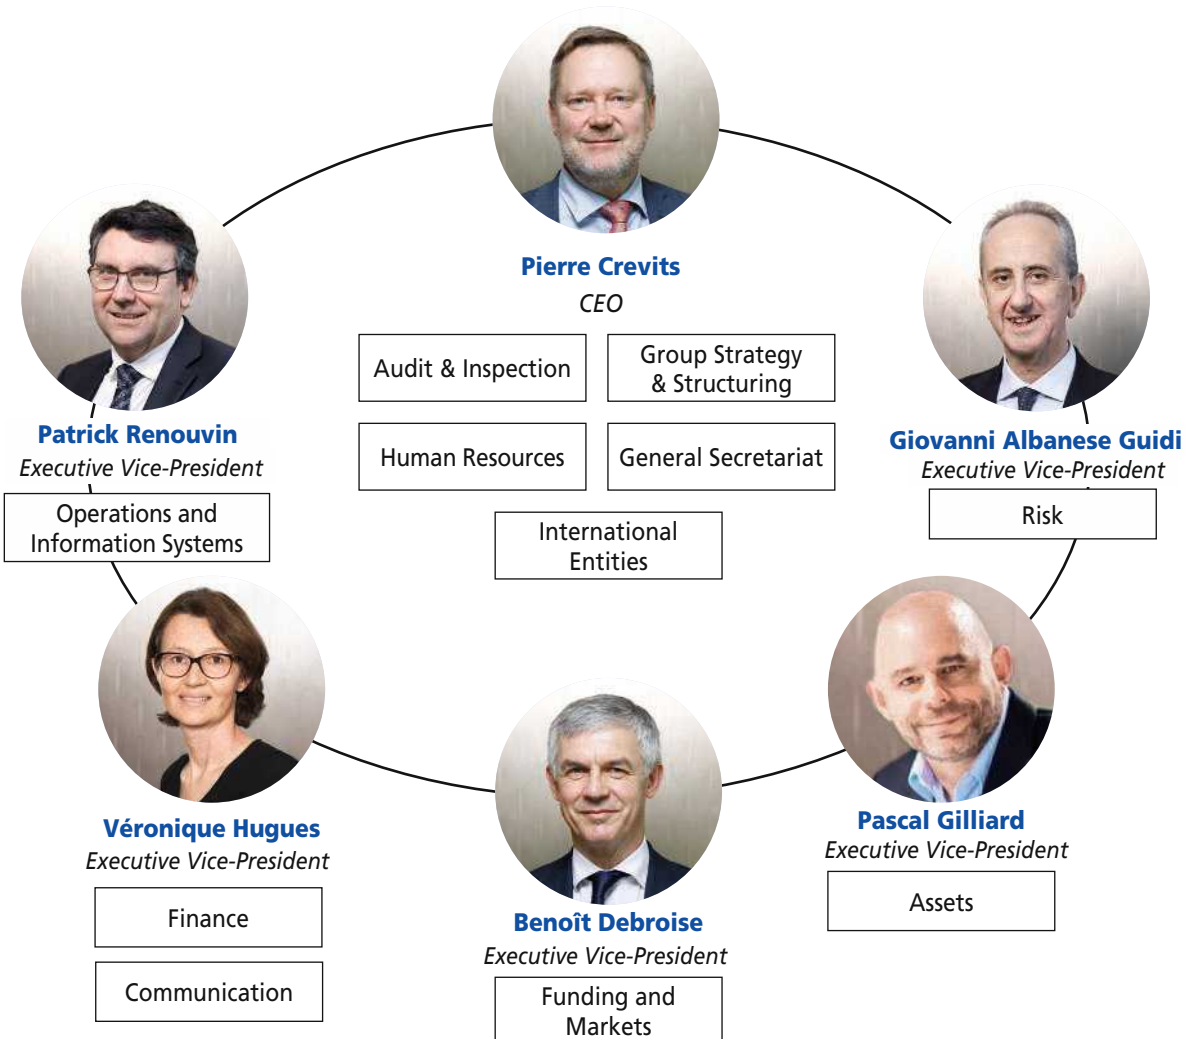 Pierre Crevits
CEO
Audit & Inspection
Group Strategy
& Structuring
Human Resources
General Secretariat
International
Entities
Patrick Renouvin
Executive Vice-President
Operations and
Information Systems
Giovanni Albanese Guidi
Executive Vice-President
Risk
Véronique Hugues
Executive Vice-President
Finance
Communication
Benoît Debroise
Executive Vice-President
Funding and
Markets
Pascal Gilliard
Executive Vice-President
Assets